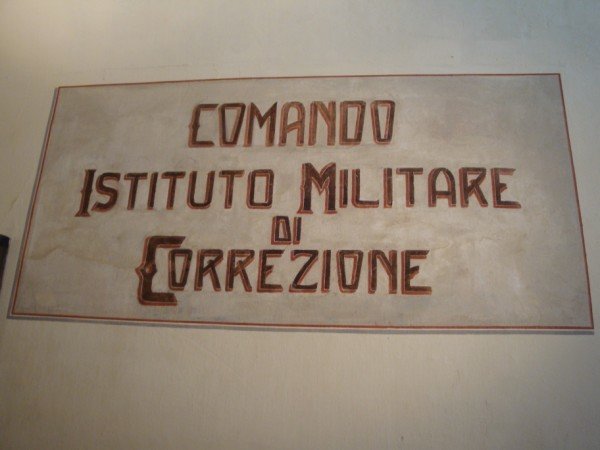 COMANDO
ISTITUTO MILITARE
DI
CORREZIONE